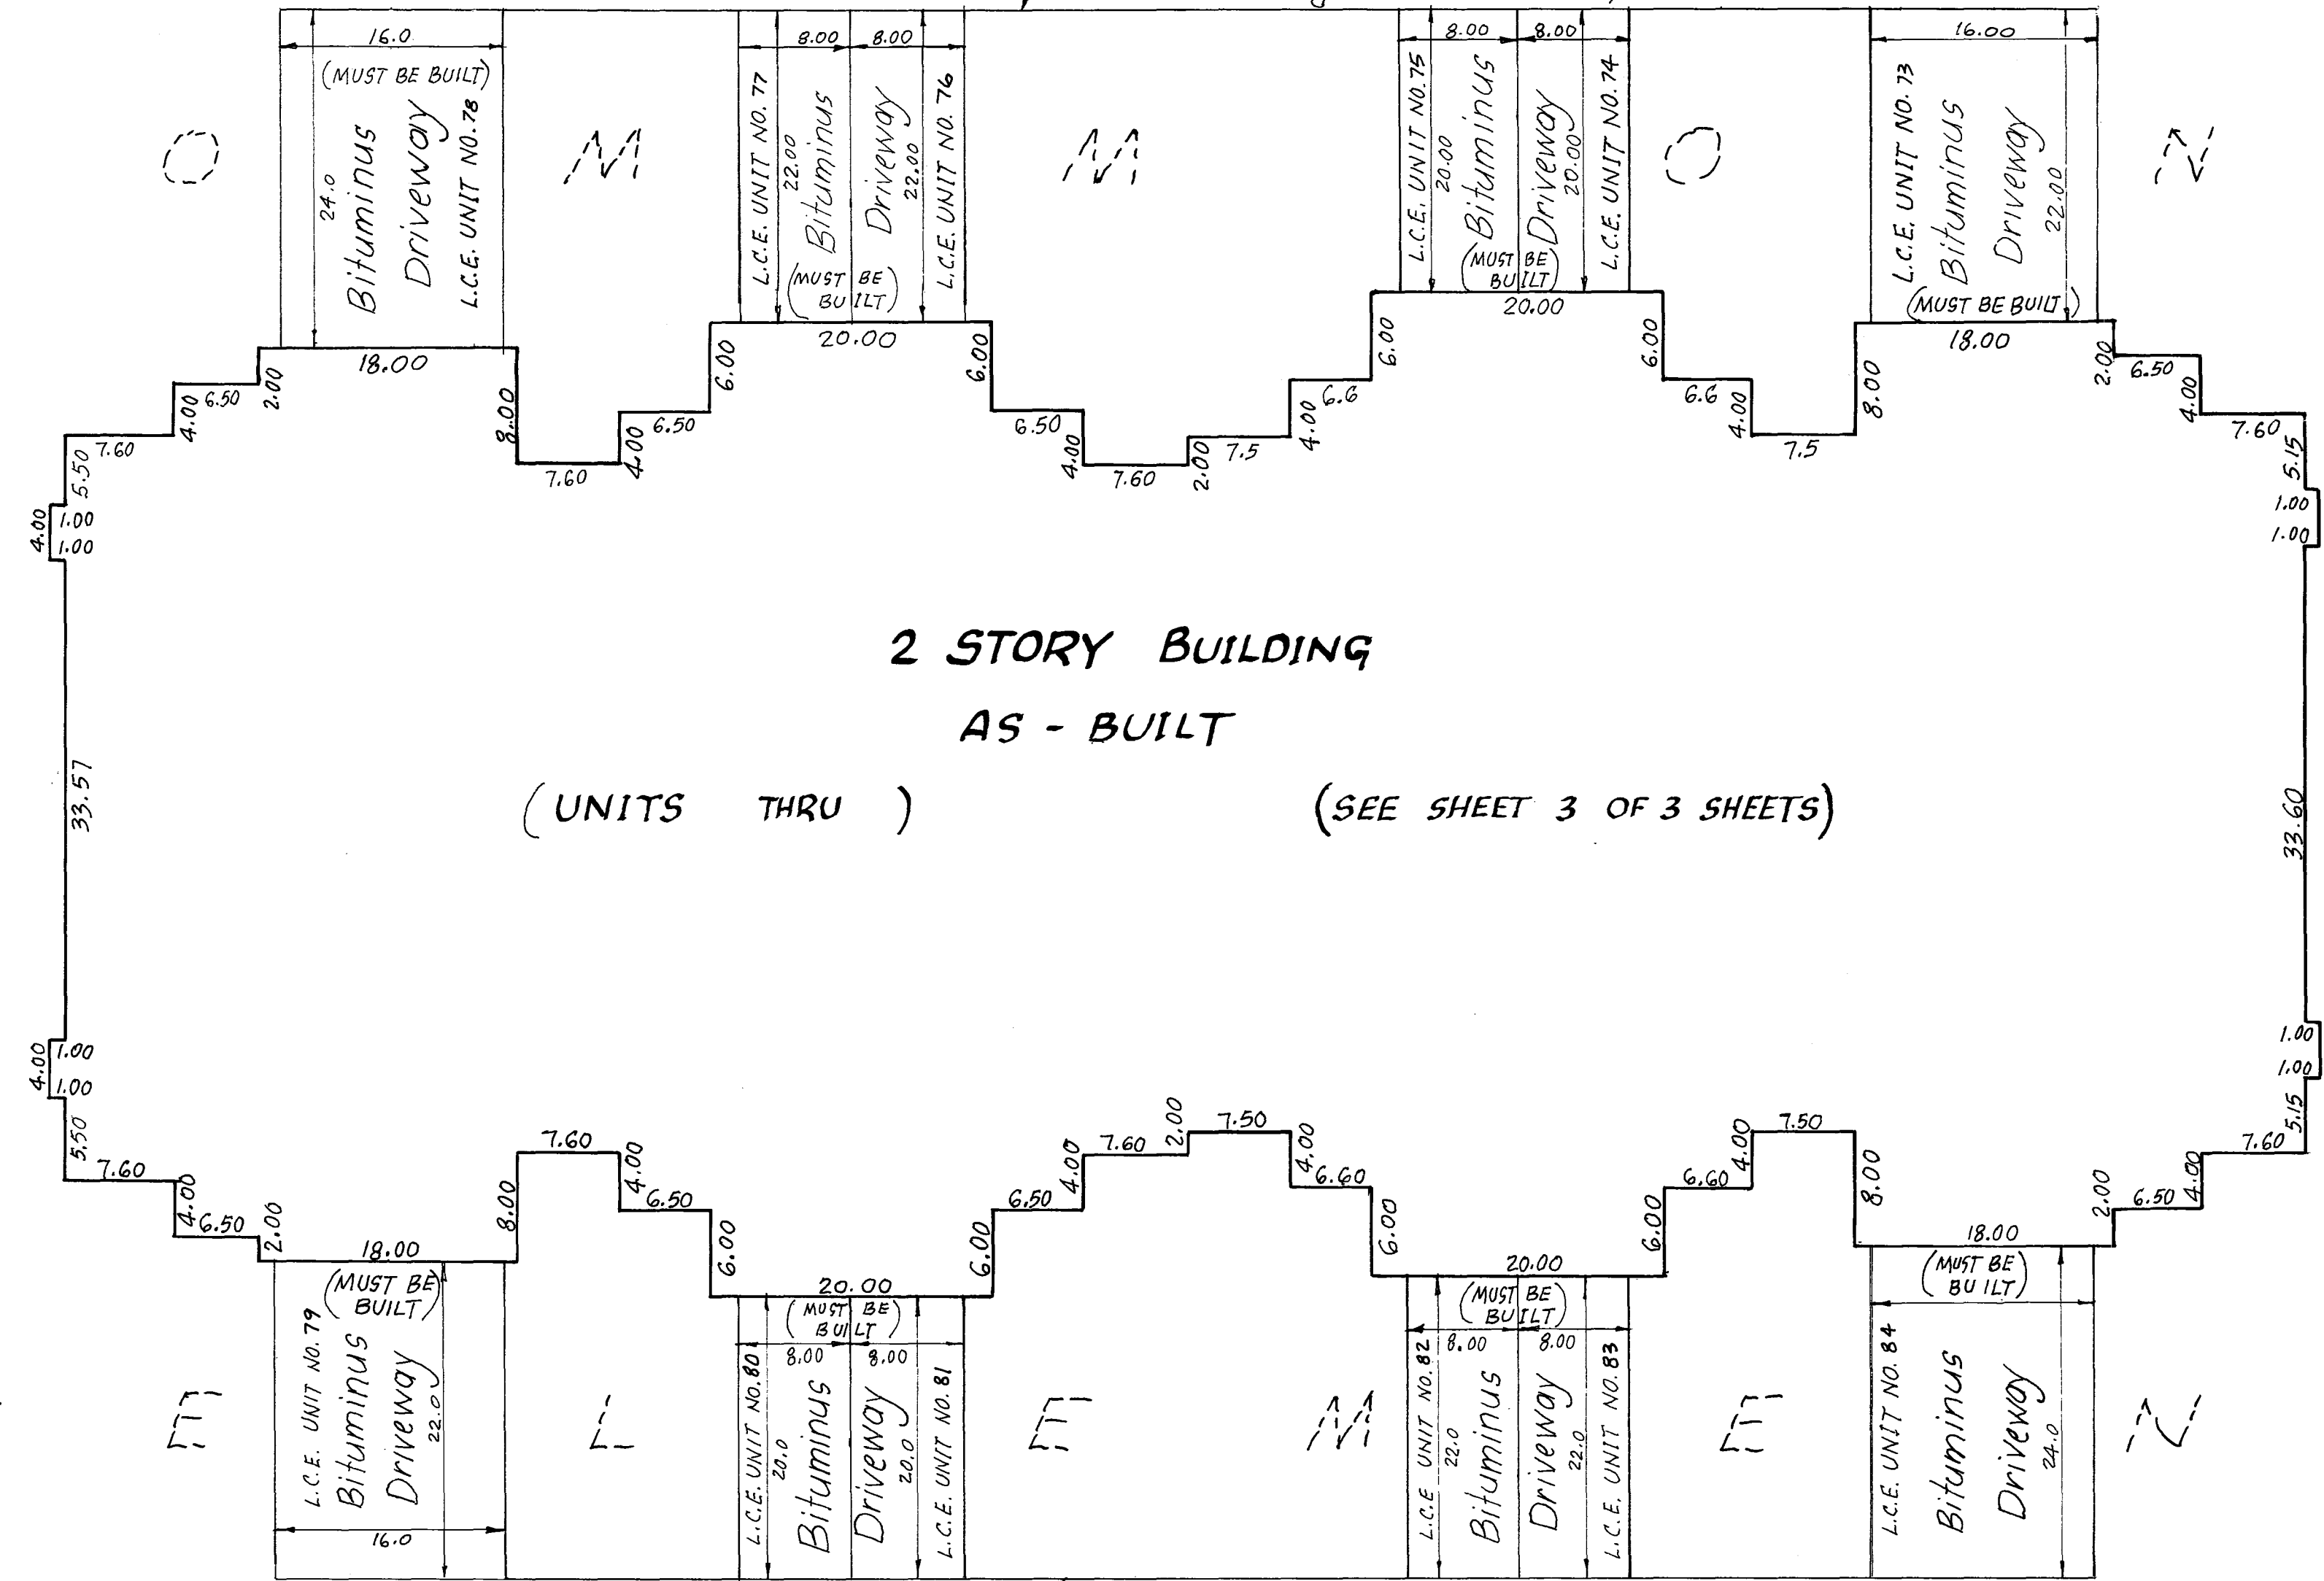 16.0
(MUST BE BUILT)
24.0
Bituminus
Driveway
L.C.E. UNIT NO. 78
8.00 8.00
L.C.E. UNIT NO. 77
22.00
Bituminus
Driveway
22.00
L.C.E. UNIT NO. 76
(MUST BE
BUILT)
8.00 8.00
L.C.E. UNIT NO. 75
20.00
Bituminus
Driveway
20.00
L.C.E. UNIT NO. 74
(MUST BE
BUILT)
16.00
L.C.E. UNIT NO. 73
Bituminus
Driveway
22.00
(MUST BE BUILT)
O M M O N
5.50
7.60
4.00
6.50
2.00
18.00
8.00
7.60
4.00
6.50
6.00
20.00
6.00
6.50
4.00
7.60
2.00
7.5
4.00
6.6
6.00
20.00
6.00
6.6
4.00
7.5
8.00
18.00
2.00
6.50
4.00
7.60
5.15
4.00
1.00
1.00
1.00
1.00
2 STORY BUILDING
AS - BUILT
(UNITS THRU )
(SEE SHEET 3 OF 3 SHEETS)
33.57
33.60
4.00
1.00
1.00
1.00
1.00
5.50
7.60
4.00
6.50
2.00
18.00
8.00
7.60
4.00
6.50
6.00
20.00
6.00
6.50
4.00
7.60
2.00
7.50
4.00
6.60
6.00
20.00
6.00
6.60
4.00
7.50
8.00
18.00
2.00
6.50
4.00
7.60
5.15
(MUST BE
BUILT)
L.C.E. UNIT NO. 79
Bituminus
Driveway
22.0
16.0
(MUST BE
BUILT)
8.00 8.00
L.C.E. UNIT NO. 80
20.0
Bituminus
Driveway
20.0
L.C.E. UNIT NO. 81
(MUST BE
BUILT)
8.00 8.00
L.C.E UNIT NO. 82
22.0
Bituminus
Driveway
22.0
L.C.E. UNIT NO. 83
(MUST BE
BUILT)
L.C.E. UNIT NO. 84
Bituminus
Driveway
24.0
E L E M E N